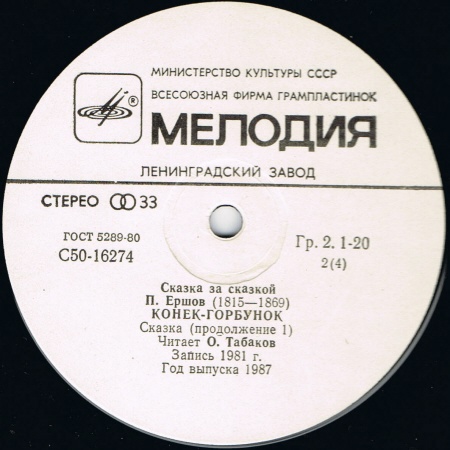 МИНИСТЕРСТВО КУЛЬТУРЫ СССР
ВСЕСОЮЗНАЯ ФИРМА ГРАМПЛАСТИНОК
®
МЕЛОДИЯ
ЛЕНИНГРАДСКИЙ ЗАВОД
СТЕРЕО 33
ГОСТ 5289-80
С50-16274
Гр. 2. 1-20
2(4)
Сказка за сказкой
П. Ершов (1815—1869)
КОНЕК-ГОРБУНОК
Сказка (продолжение 1)
Читает О. Табаков
Запись 1981 г.
Год выпуска 1987